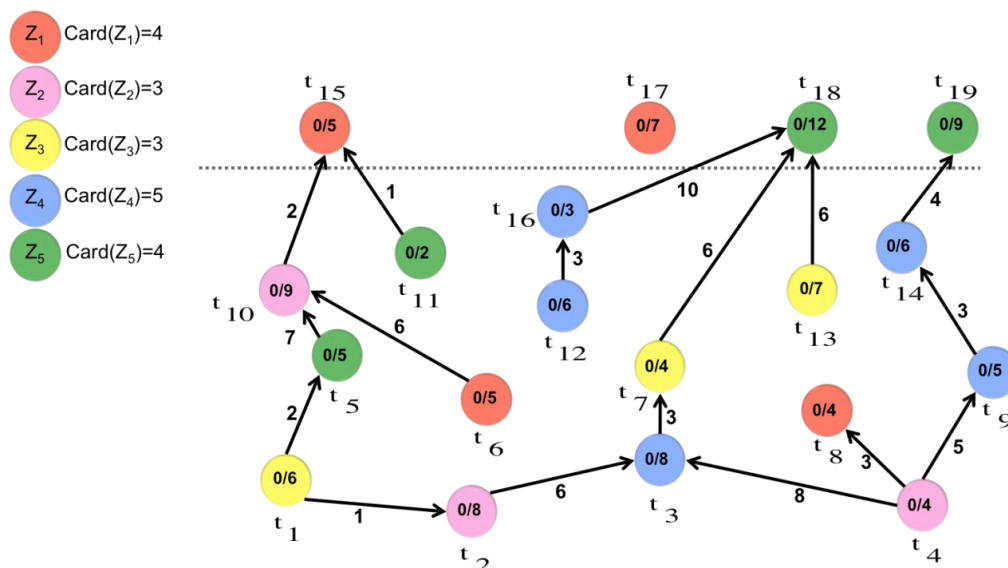 Z1 Card(Z1)=4
Z2 Card(Z2)=3
Z3 Card(Z3)=3
Z4 Card(Z4)=5
Z5 Card(Z5)=4
t15 t17 t18 t19
0/5 0/7 0/12 0/9
2 1 10 4
t16 0/3 6 6 0/6
t10 0/9 0/2 t11 3 0/6 t12 0/7 t13 t14
7 6 3
0/5 t5 0/5 t6 0/4 t7 0/4 t8 0/5 t9
2 3 3 5
0/6 t1 1 0/8 t2 6 0/8 t3 8 0/4 t4